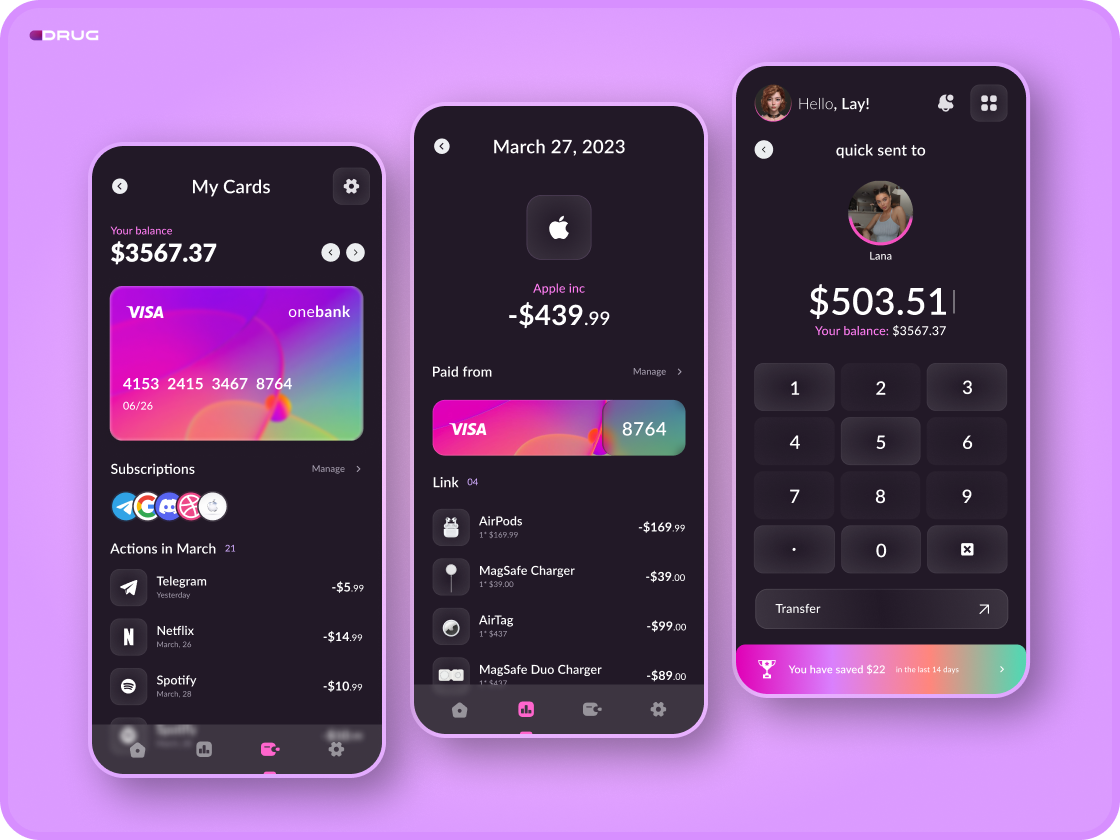 DRUG
My Cards
Your balance
$3567.37
VISA
onebank
4153 2415 3467 8764
06/26
Subscriptions
Manage
Actions in March 21
Telegram
Yesterday
-$5.99
Netflix
March, 26
-$14.99
Spotify
March, 28
-$10.99
March 27, 2023
Apple inc
-$439.99
Paid from
Manage
VISA
8764
Link 04
AirPods
1* $169.99
-$169.99
MagSafe Charger
1* $39.00
-$39.00
AirTag
1* $437
-$99.00
MagSafe Duo Charger
1* $437
-$89.00
Hello, Lay!
quick sent to
Lana
$503.51
Your balance: $3567.37
1 2 3
4 5 6
7 8 9
. 0
Transfer
You have saved $22 in the last 14 days